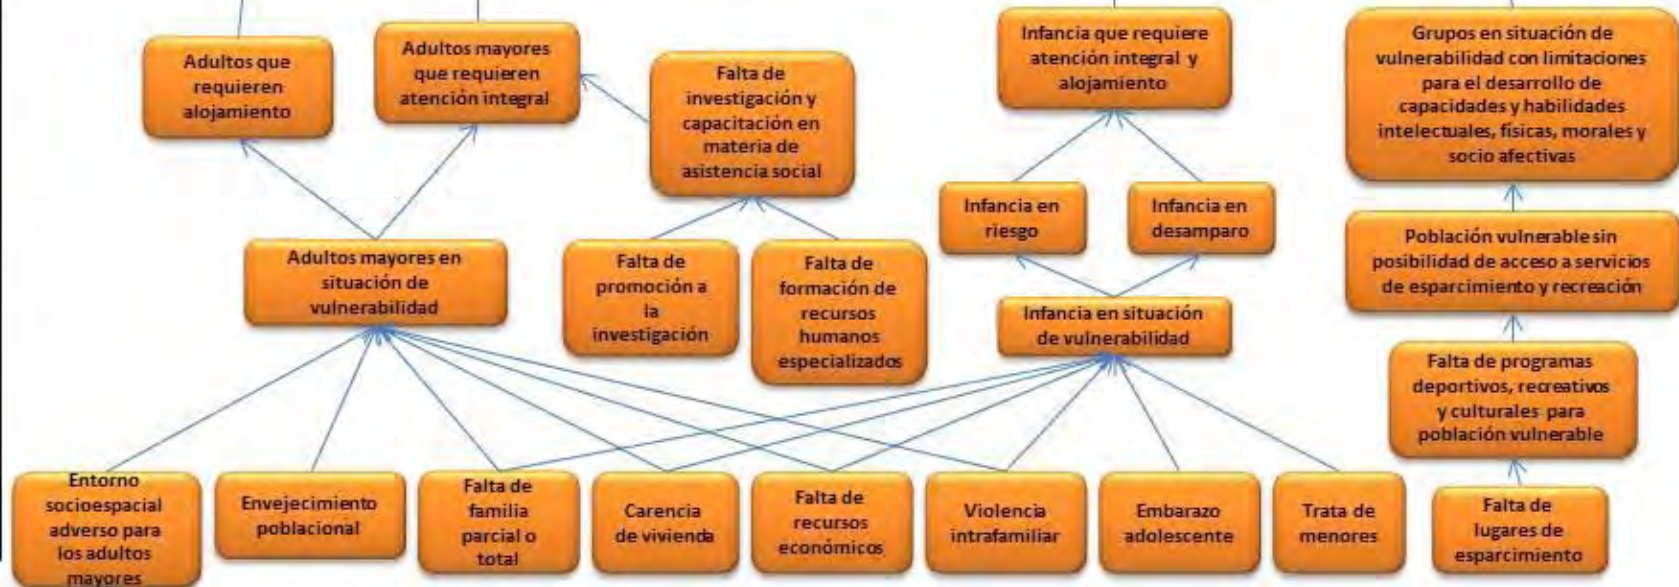 Adultos que
requieren
alojamiento
Adultos mayores
que requieren
atención integral
Falta de
investigación y
capacitación en
materia de
asistencia social
Infancia que requiere
atención integral y
alojamiento
Grupos en situación de
vulnerabilidad con limitaciones
para el desarrollo de
capacidades y habilidades
intelectuales, físicas, morales y
socio afectivas
Infancia en
riesgo
Infancia en
desamparo
Población vulnerable sin
posibilidad de acceso a servicios
de esparcimiento y recreación
Adultos mayores en
situación de
vulnerabilidad
Falta de
promoción a
la
investigación
Falta de
formación de
recursos
humanos
especializados
Infancia en situación
de vulnerabilidad
Falta de programas
deportivos, recreativos
y culturales para
población vulnerable
Entorno
socioespacial
adverso para
los adultos
mayores
Envejecimiento
poblacional
Falta de
familia
parcial o
total
Carencia
de vivienda
Falta de
recursos
económicos
Violencia
intrafamiliar
Embarazo
adolescente
Trata de
menores
Falta de
lugares de
esparcimiento